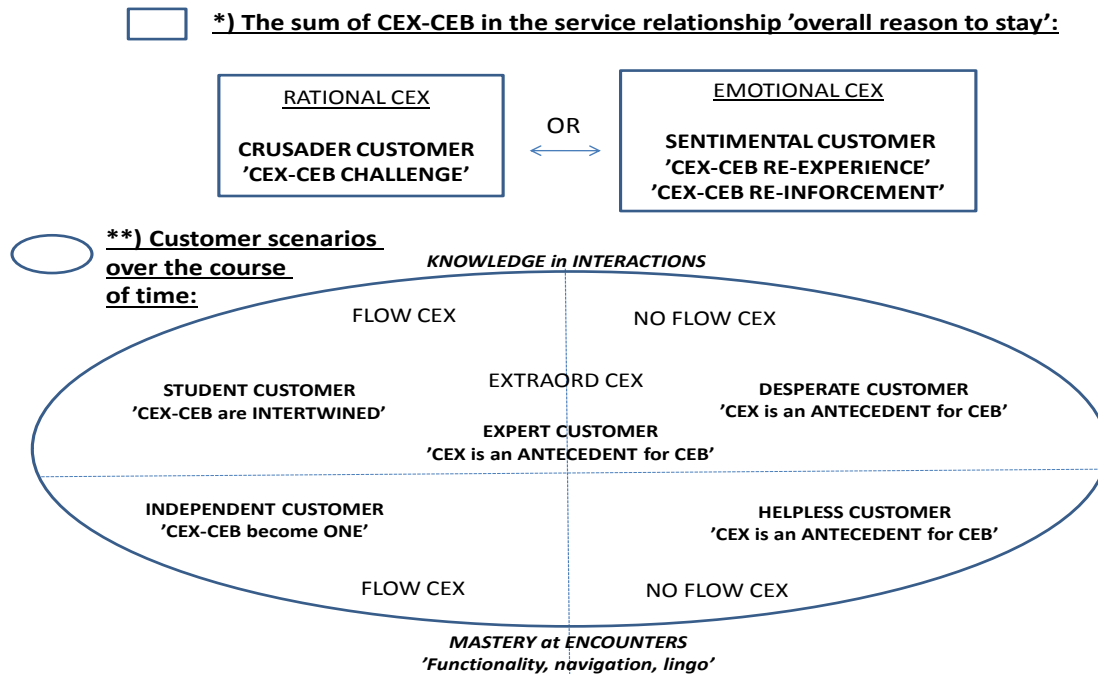 *) The sum of CEX-CEB in the service relationship ’overall reason to stay’:
RATIONAL CEX
CRUSADER CUSTOMER
’CEX-CEB CHALLENGE’
OR
EMOTIONAL CEX
SENTIMENTAL CUSTOMER
’CEX-CEB RE-EXPERIENCE’
’CEX-CEB RE-INFORCEMENT’
**) Customer scenarios
over the course
of time:
KNOWLEDGE in INTERACTIONS
FLOW CEX
NO FLOW CEX
STUDENT CUSTOMER
’CEX-CEB are INTERTWINED’
EXTRAORD CEX
EXPERT CUSTOMER
’CEX is an ANTECEDENT for CEB’
DESPERATE CUSTOMER
’CEX is an ANTECEDENT for CEB’
INDEPENDENT CUSTOMER
’CEX-CEB become ONE’
HELPLESS CUSTOMER
’CEX is an ANTECEDENT for CEB’
FLOW CEX
NO FLOW CEX
MASTERY at ENCOUNTERS
’Functionality, navigation, lingo’